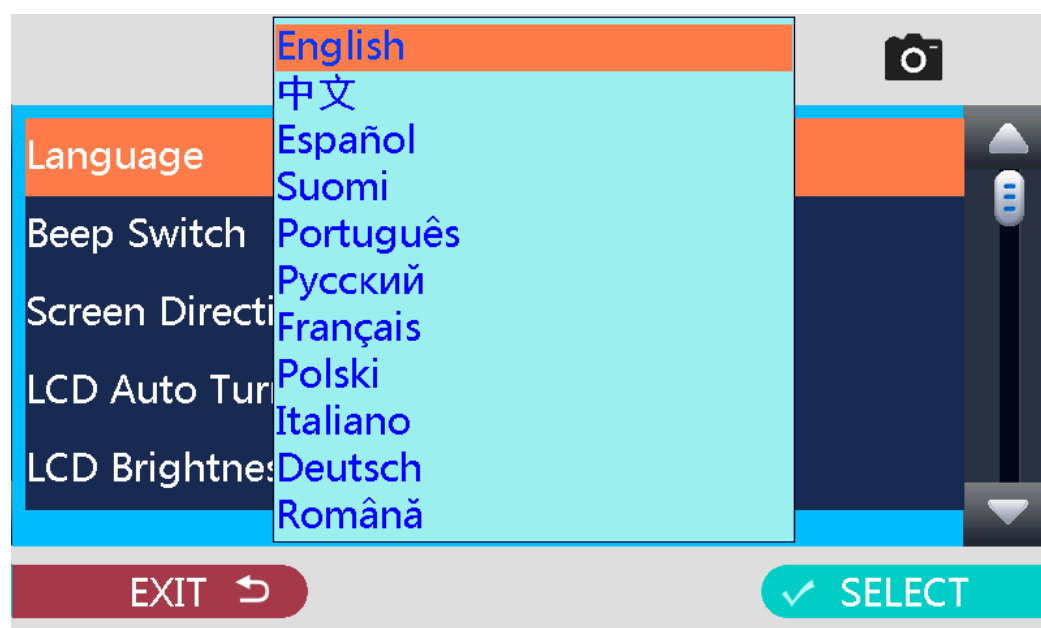 English
中文
Español
Suomi
Português
Русский
Français
Polski
Italiano
Deutsch
Română
Language
Beep Switch
Screen Directi
LCD Auto Tur
LCD Brightnes
EXIT
SELECT